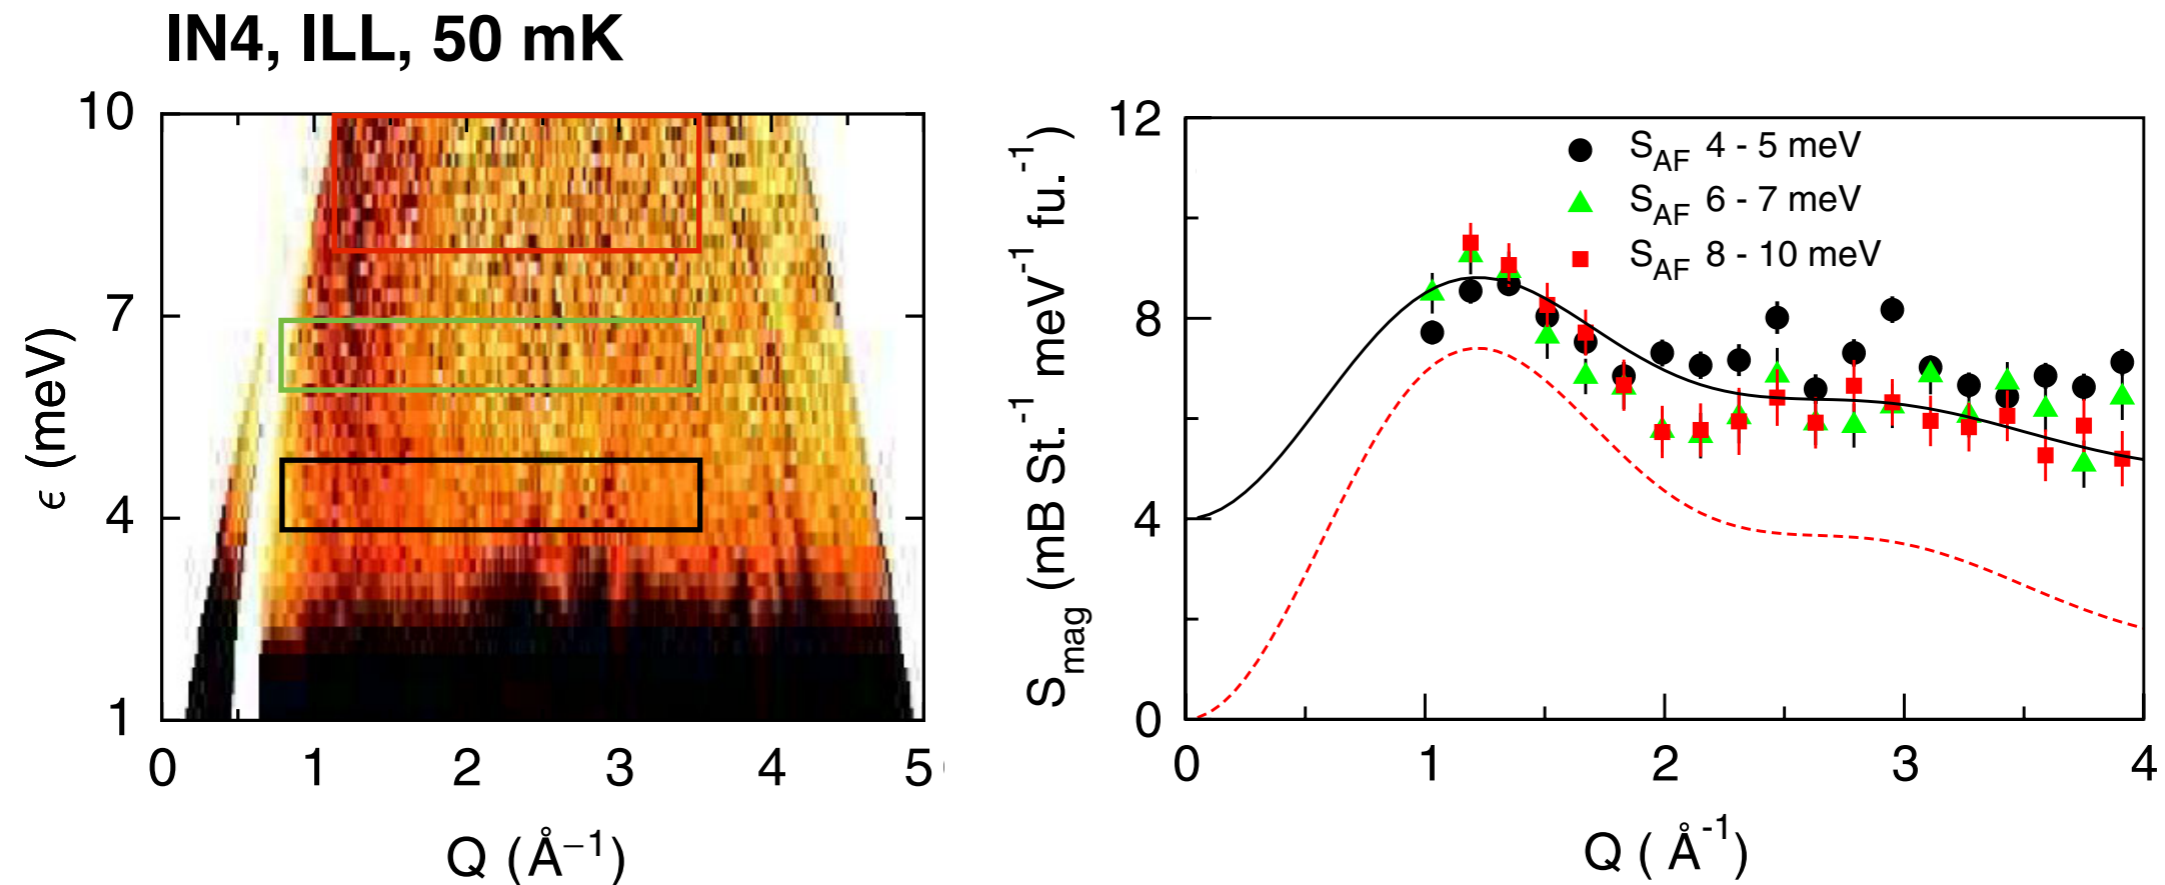 IN4, ILL, 50 mK
10
7
4
1
ϵ (meV)
0 1 2 3 4 5
Q (Å⁻¹)
12
8
4
0
S_mag (mB St.⁻¹ meV⁻¹ fu.⁻¹)
S_AF 4 - 5 meV
S_AF 6 - 7 meV
S_AF 8 - 10 meV
0 1 2 3 4
Q ( Å⁻¹)